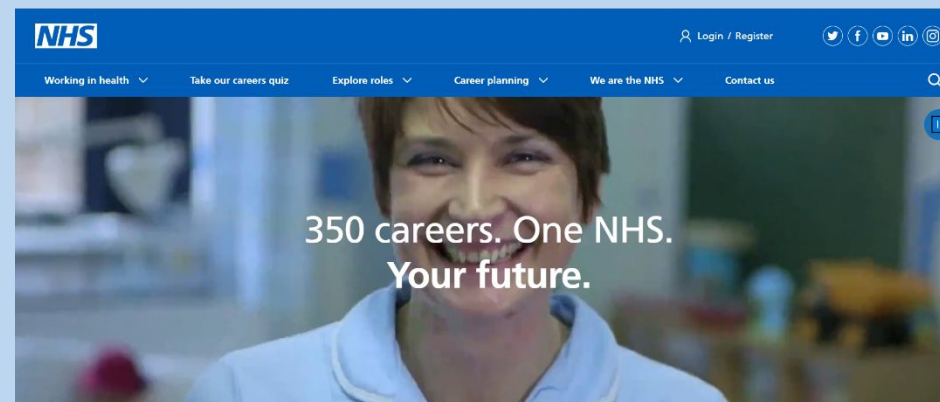 NHS
Login / Register
Working in health
Take our careers quiz
Explore roles
Career planning
We are the NHS
Contact us
350 careers. One NHS.
Your future.